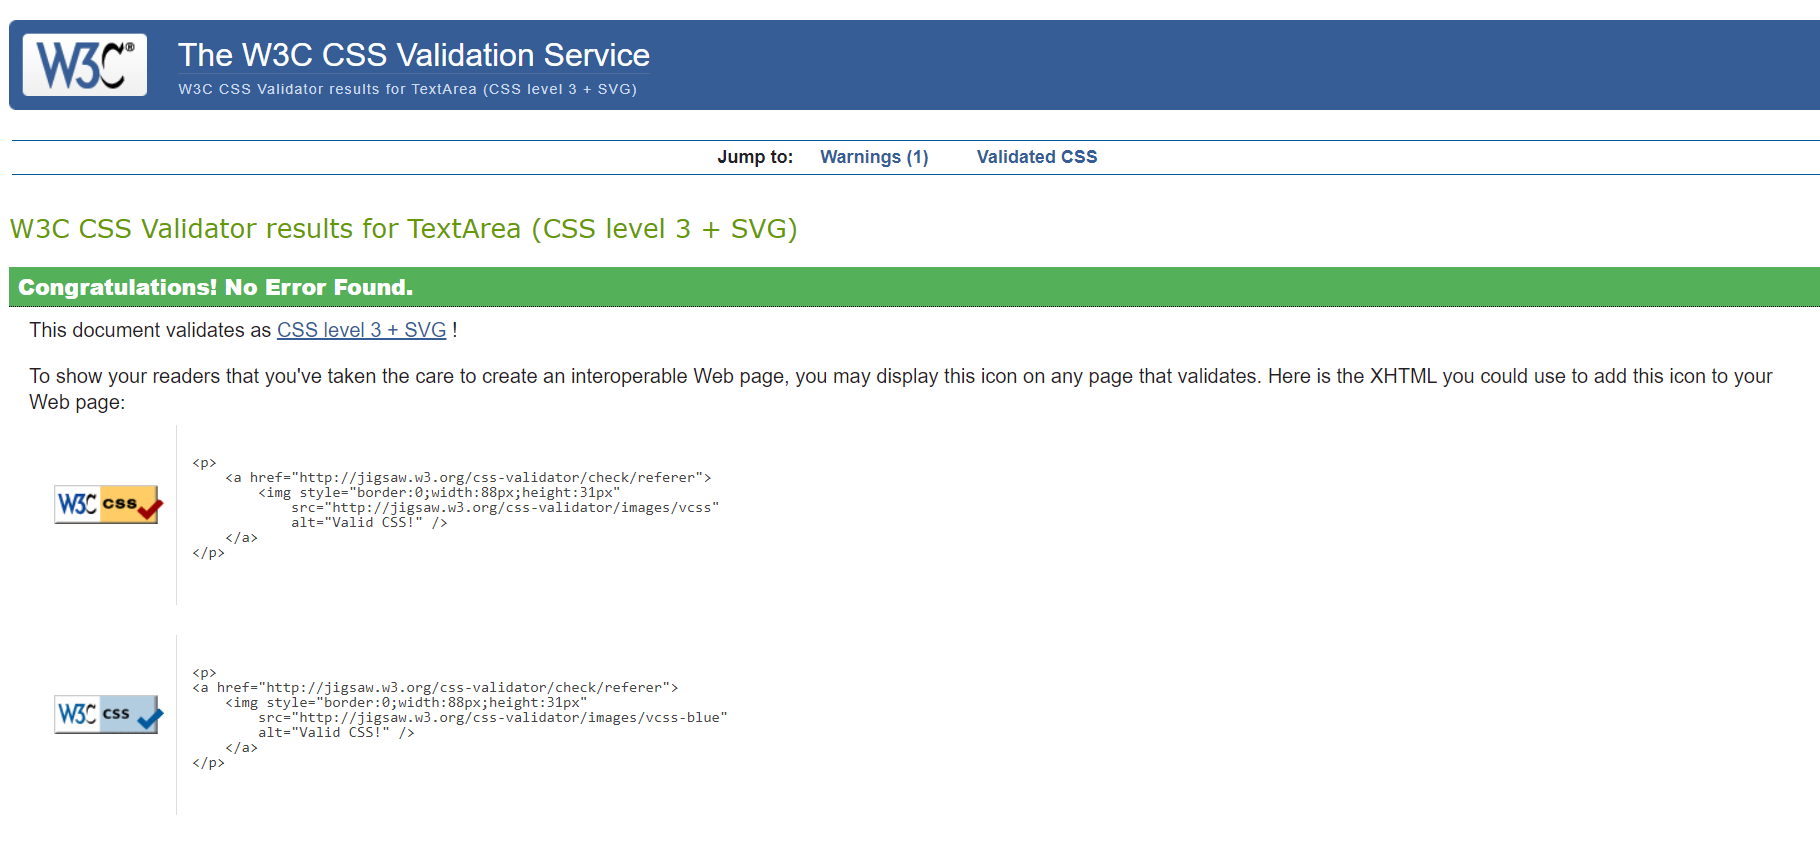 W3C®
The W3C CSS Validation Service
W3C CSS Validator results for TextArea (CSS level 3 + SVG)
Jump to: Warnings (1) Validated CSS
W3C CSS Validator results for TextArea (CSS level 3 + SVG)
Congratulations! No Error Found.
This document validates as CSS level 3 + SVG !
To show your readers that you've taken the care to create an interoperable Web page, you may display this icon on any page that validates. Here is the XHTML you could use to add this icon to your
Web page:
W3C css
<p>
    <a href="http://jigsaw.w3.org/css-validator/check/referer">
        <img style="border:0;width:88px;height:31px"
            src="http://jigsaw.w3.org/css-validator/images/vcss"
            alt="Valid CSS!" />
    </a>
</p>
W3C css
<p>
<a href="http://jigsaw.w3.org/css-validator/check/referer">
    <img style="border:0;width:88px;height:31px"
        src="http://jigsaw.w3.org/css-validator/images/vcss-blue"
        alt="Valid CSS!" />
    </a>
</p>